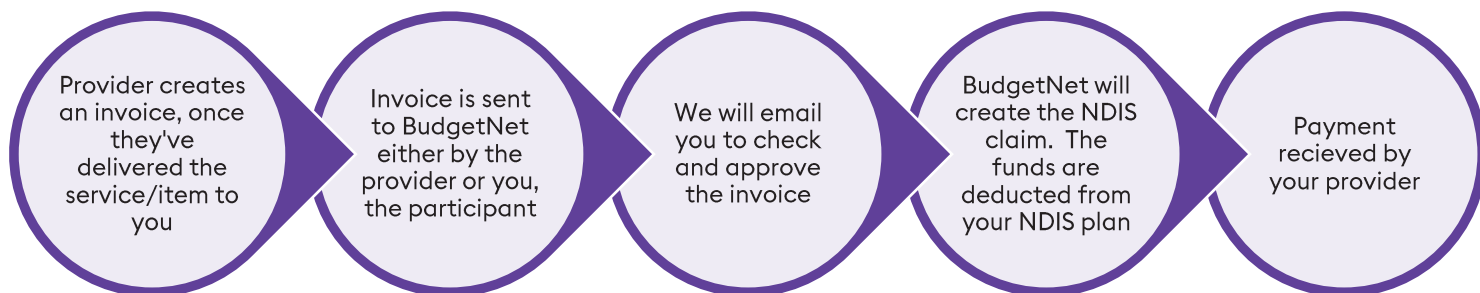 Provider creates
an invoice, once
they've
delivered the
service/item to
you
Invoice is sent
to BudgetNet
either by the
provider or you,
the participant
We will email
you to check
and approve
the invoice
BudgetNet will
create the NDIS
claim.  The
funds are
deducted from
your NDIS plan
Payment
recieved by
your provider